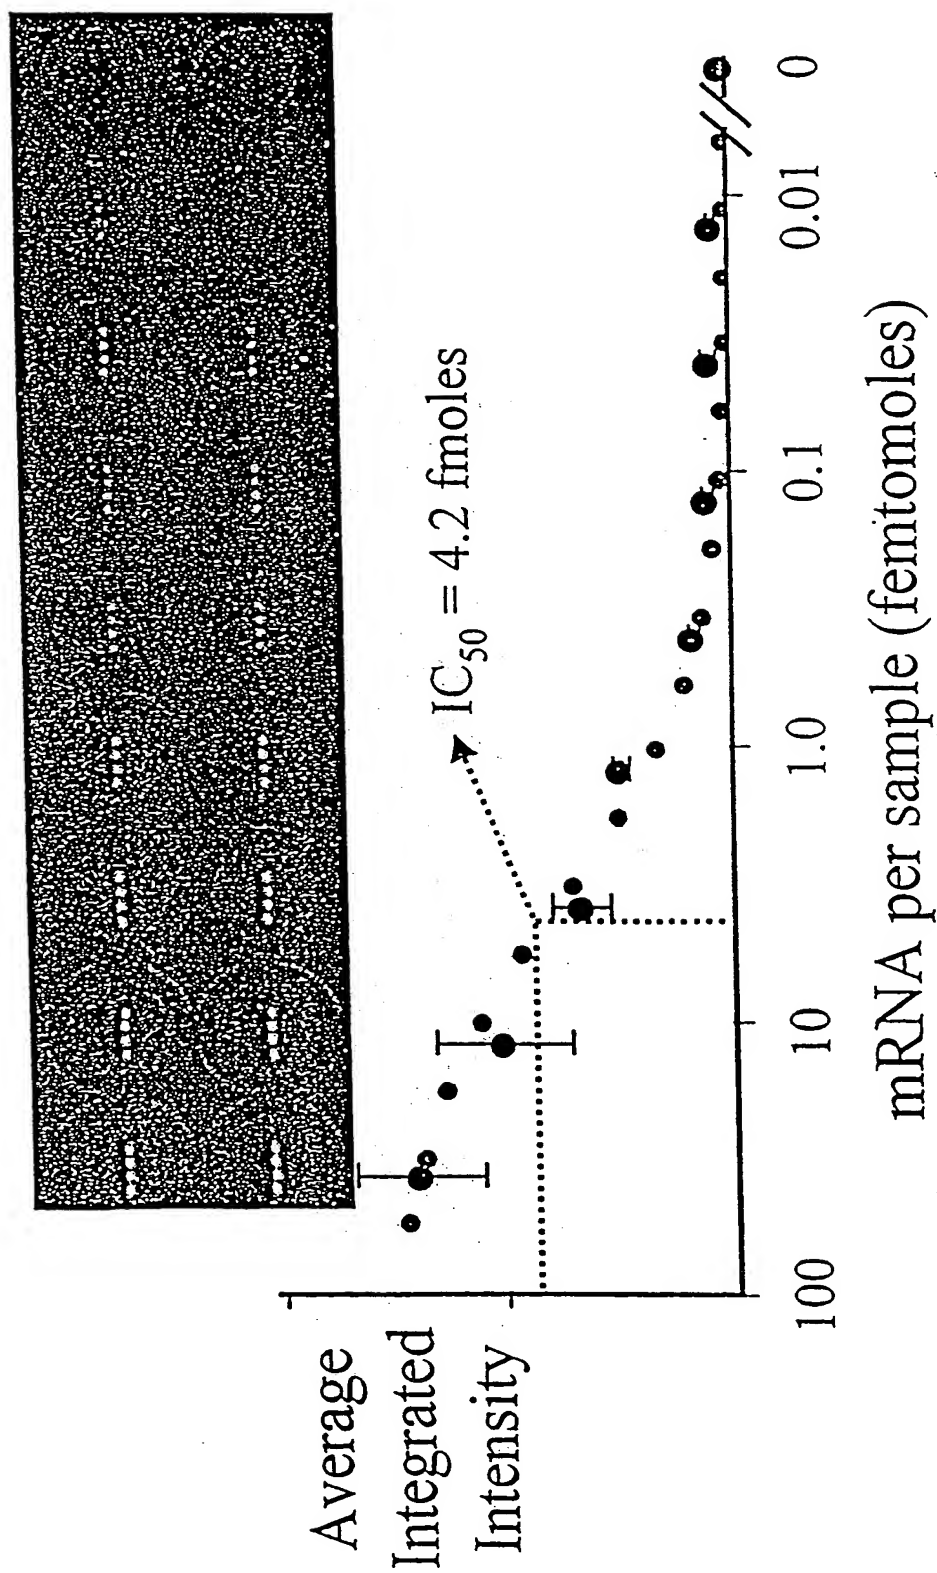 IC50 = 4.2 fmoles
Average
Integrated
Intensity
100
10
1.0
0.1
0.01
0
mRNA per sample (femtomoles)